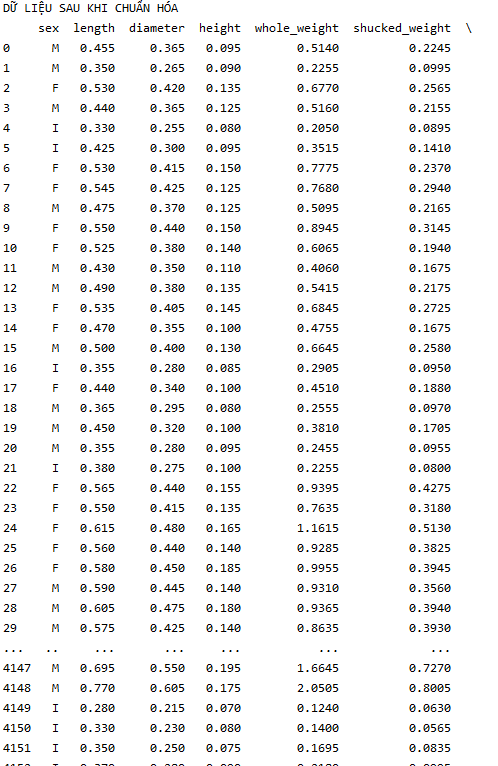 DỮ LIỆU SAU KHI CHUẨN HÓA
sex length diameter height whole_weight shucked_weight \
0 M 0.455 0.365 0.095 0.5140 0.2245
1 M 0.350 0.265 0.090 0.2255 0.0995
2 F 0.530 0.420 0.135 0.6770 0.2565
3 M 0.440 0.365 0.125 0.5160 0.2155
4 I 0.330 0.255 0.080 0.2050 0.0895
5 I 0.425 0.300 0.095 0.3515 0.1410
6 F 0.530 0.415 0.150 0.7775 0.2370
7 F 0.545 0.425 0.125 0.7680 0.2940
8 M 0.475 0.370 0.125 0.5095 0.2165
9 F 0.550 0.440 0.150 0.8945 0.3145
10 F 0.525 0.380 0.140 0.6065 0.1940
11 M 0.430 0.350 0.110 0.4060 0.1675
12 M 0.490 0.380 0.135 0.5415 0.2175
13 F 0.535 0.405 0.145 0.6845 0.2725
14 F 0.470 0.355 0.100 0.4755 0.1675
15 M 0.500 0.400 0.130 0.6645 0.2580
16 I 0.355 0.280 0.085 0.2905 0.0950
17 F 0.440 0.340 0.100 0.4510 0.1880
18 M 0.365 0.295 0.080 0.2555 0.0970
19 M 0.450 0.320 0.100 0.3810 0.1705
20 M 0.355 0.280 0.095 0.2455 0.0955
21 I 0.380 0.275 0.100 0.2255 0.0800
22 F 0.565 0.440 0.155 0.9395 0.4275
23 F 0.550 0.415 0.135 0.7635 0.3180
24 F 0.615 0.480 0.165 1.1615 0.5130
25 F 0.560 0.440 0.140 0.9285 0.3825
26 F 0.580 0.450 0.185 0.9955 0.3945
27 M 0.590 0.445 0.140 0.9310 0.3560
28 M 0.605 0.475 0.180 0.9365 0.3940
29 M 0.575 0.425 0.140 0.8635 0.3930
... .. ... ... ... ... ...
4147 M 0.695 0.550 0.195 1.6645 0.7270
4148 M 0.770 0.605 0.175 2.0505 0.8005
4149 I 0.280 0.215 0.070 0.1240 0.0630
4150 I 0.330 0.230 0.080 0.1400 0.0565
4151 I 0.350 0.250 0.075 0.1695 0.0835